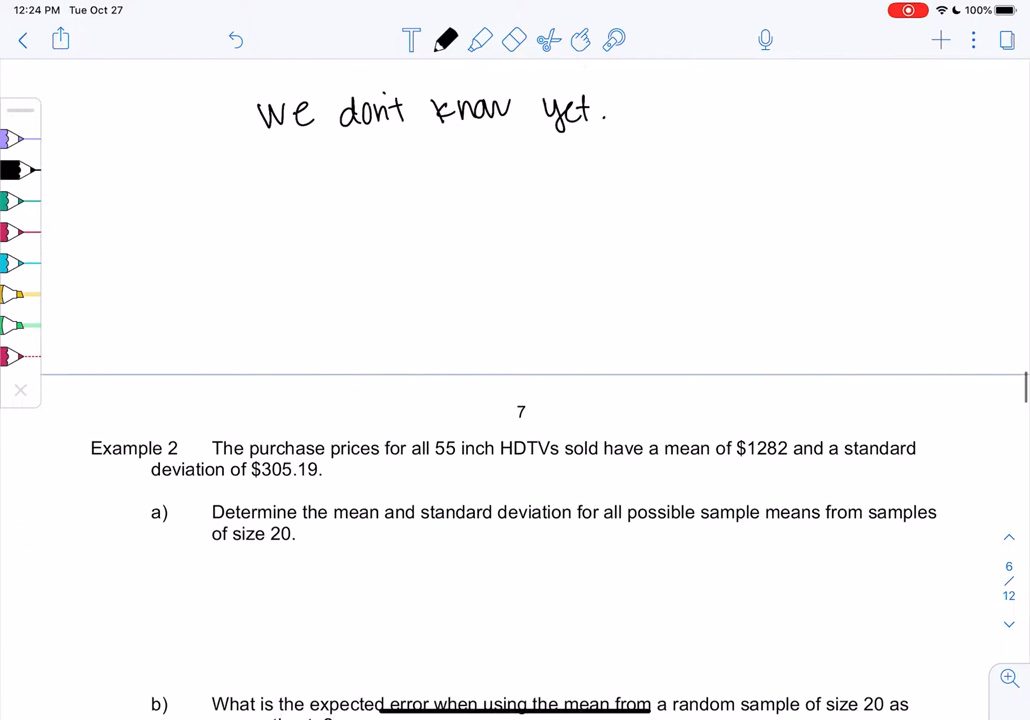 12:24 PM Tue Oct 27
100%
T
we don't know yet.
7
Example 2 The purchase prices for all 55 inch HDTVs sold have a mean of $1282 and a standard
deviation of $305.19.
a) Determine the mean and standard deviation for all possible sample means from samples
of size 20.
6
/
12
b) What is the expected error when using the mean from a random sample of size 20 as